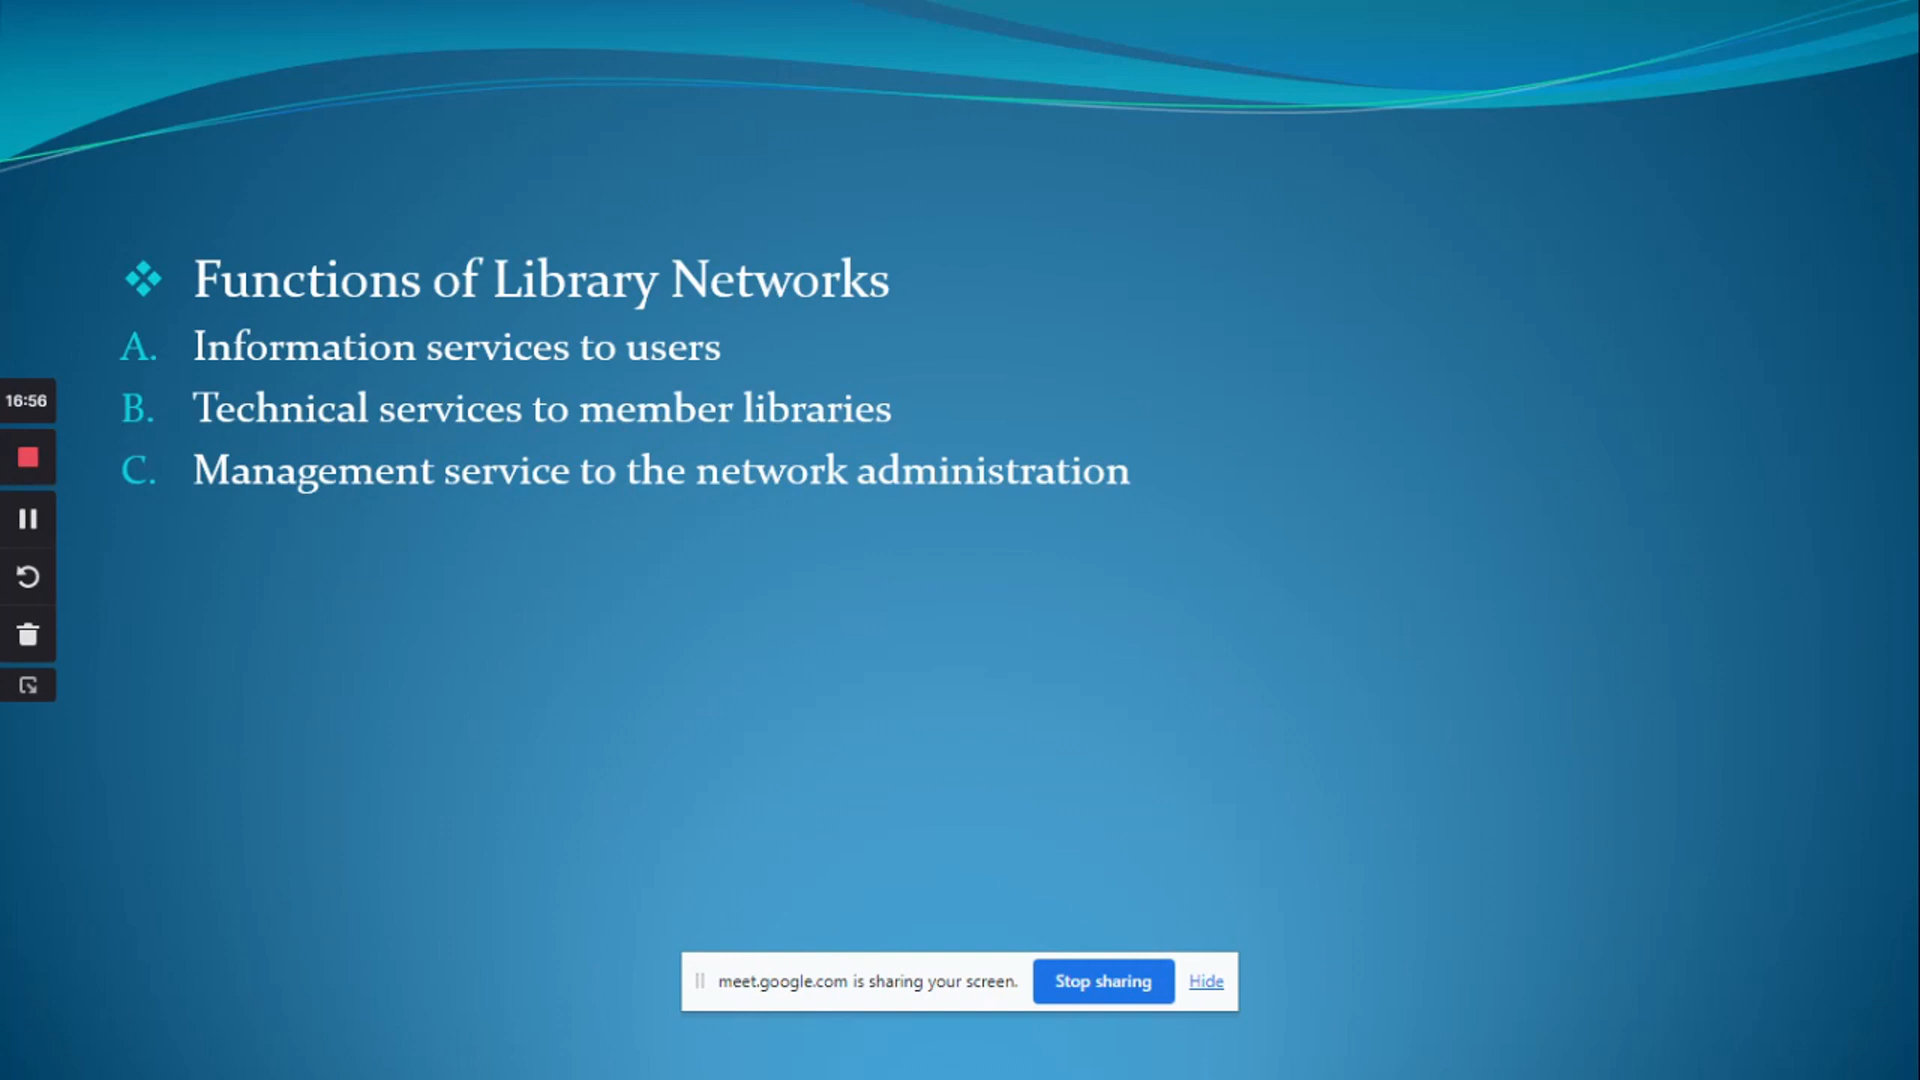 Functions of Library Networks
A. Information services to users
B. Technical services to member libraries
16:56
C. Management service to the network administration
meet.google.com is sharing your screen. Stop sharing Hide